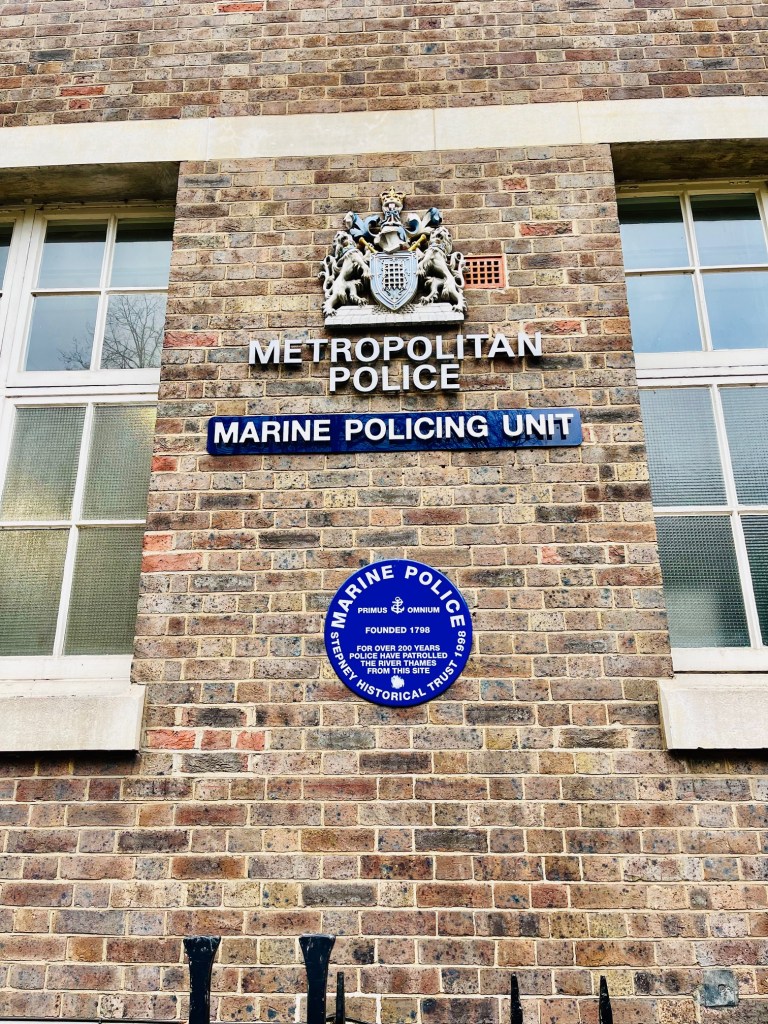 METROPOLITAN
POLICE
MARINE POLICING UNIT
MARINE POLICE
PRIMUS OMNIUM
FOUNDED 1798
FOR OVER 200 YEARS
POLICE HAVE PATROLLED
THE RIVER THAMES
FROM THIS SITE
STEPNEY HISTORICAL TRUST 1998